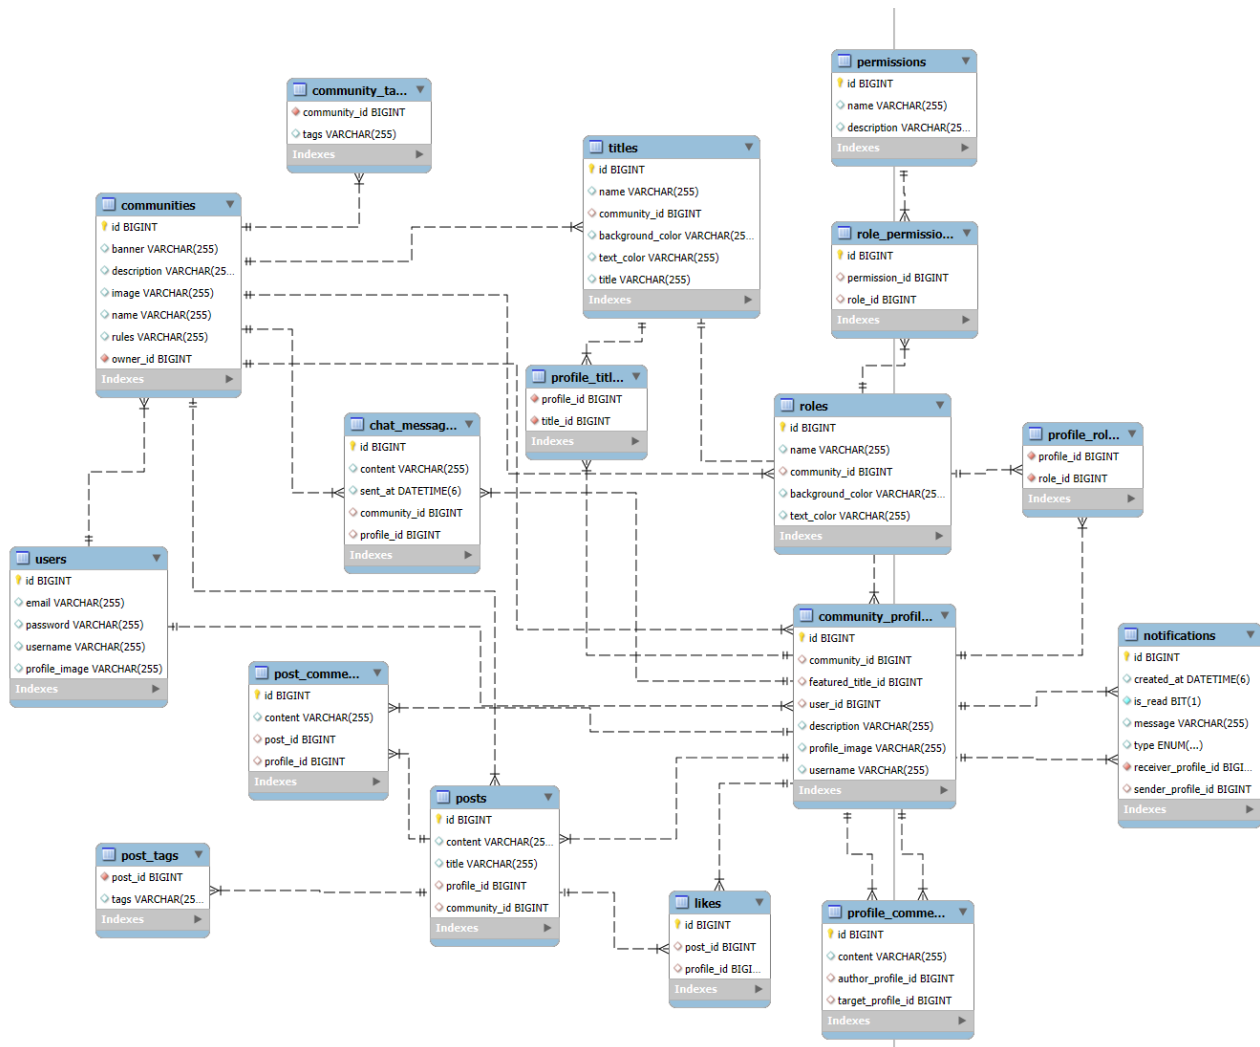 permissions
id BIGINT
name VARCHAR(255)
description VARCHAR(25...
Indexes
community_ta...
community_id BIGINT
tags VARCHAR(255)
Indexes
titles
id BIGINT
name VARCHAR(255)
community_id BIGINT
background_color VARCHAR(25...
text_color VARCHAR(255)
title VARCHAR(255)
Indexes
communities
id BIGINT
banner VARCHAR(255)
description VARCHAR(25...
image VARCHAR(255)
name VARCHAR(255)
rules VARCHAR(255)
owner_id BIGINT
Indexes
role_permissio...
id BIGINT
permission_id BIGINT
role_id BIGINT
Indexes
profile_titl...
profile_id BIGINT
title_id BIGINT
Indexes
chat_messag...
id BIGINT
content VARCHAR(255)
sent_at DATETIME(6)
community_id BIGINT
profile_id BIGINT
Indexes
roles
id BIGINT
name VARCHAR(255)
community_id BIGINT
background_color VARCHAR(25...
text_color VARCHAR(255)
Indexes
profile_rol...
profile_id BIGINT
role_id BIGINT
Indexes
users
id BIGINT
email VARCHAR(255)
password VARCHAR(255)
username VARCHAR(255)
profile_image VARCHAR(255)
Indexes
community_profil...
id BIGINT
community_id BIGINT
featured_title_id BIGINT
user_id BIGINT
description VARCHAR(255)
profile_image VARCHAR(255)
username VARCHAR(255)
Indexes
notifications
id BIGINT
created_at DATETIME(6)
is_read BIT(1)
message VARCHAR(255)
type ENUM(...)
receiver_profile_id BIGI...
sender_profile_id BIGINT
Indexes
post_comme...
id BIGINT
content VARCHAR(255)
post_id BIGINT
profile_id BIGINT
Indexes
posts
id BIGINT
content VARCHAR(25...
title VARCHAR(255)
profile_id BIGINT
community_id BIGINT
Indexes
post_tags
post_id BIGINT
tags VARCHAR(25...
Indexes
likes
id BIGINT
post_id BIGINT
profile_id BIGI...
Indexes
profile_comme...
id BIGINT
content VARCHAR(255)
author_profile_id BIGINT
target_profile_id BIGINT
Indexes